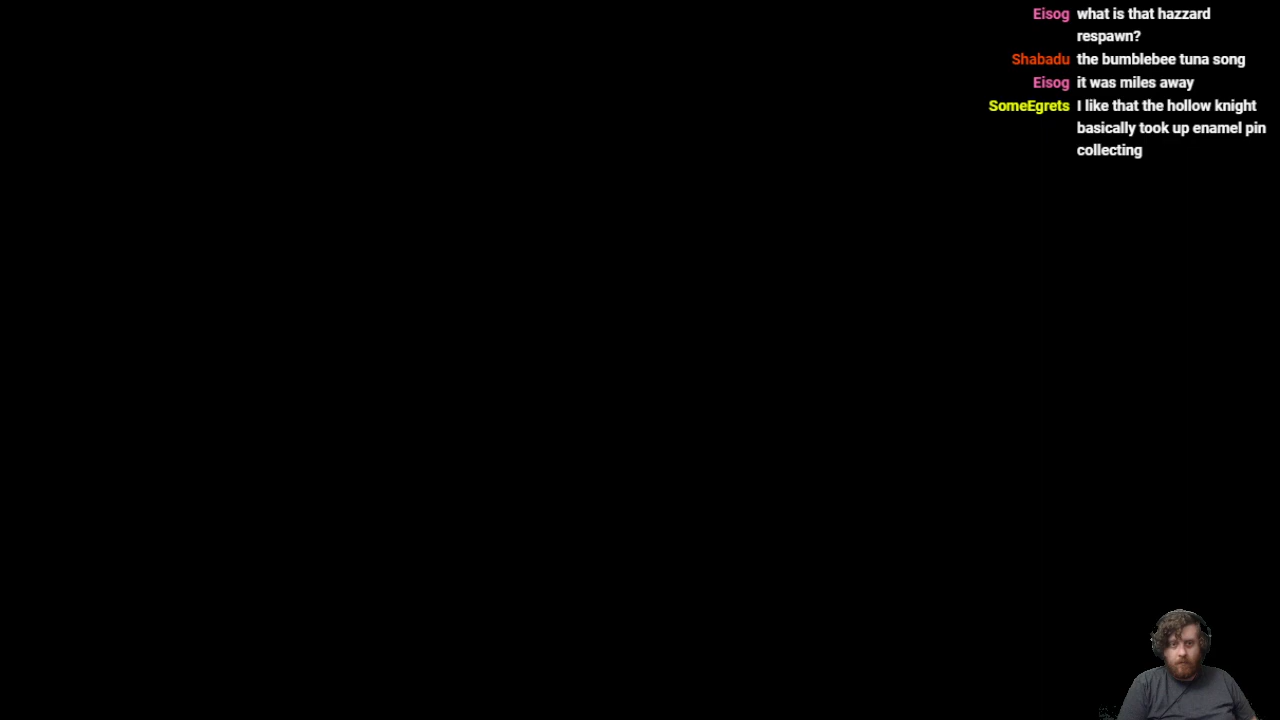 Eisog what is that hazzard
respawn?
Shabadu the bumblebee tuna song
Eisog it was miles away
SomeEgrets I like that the hollow knight
basically took up enamel pin
collecting